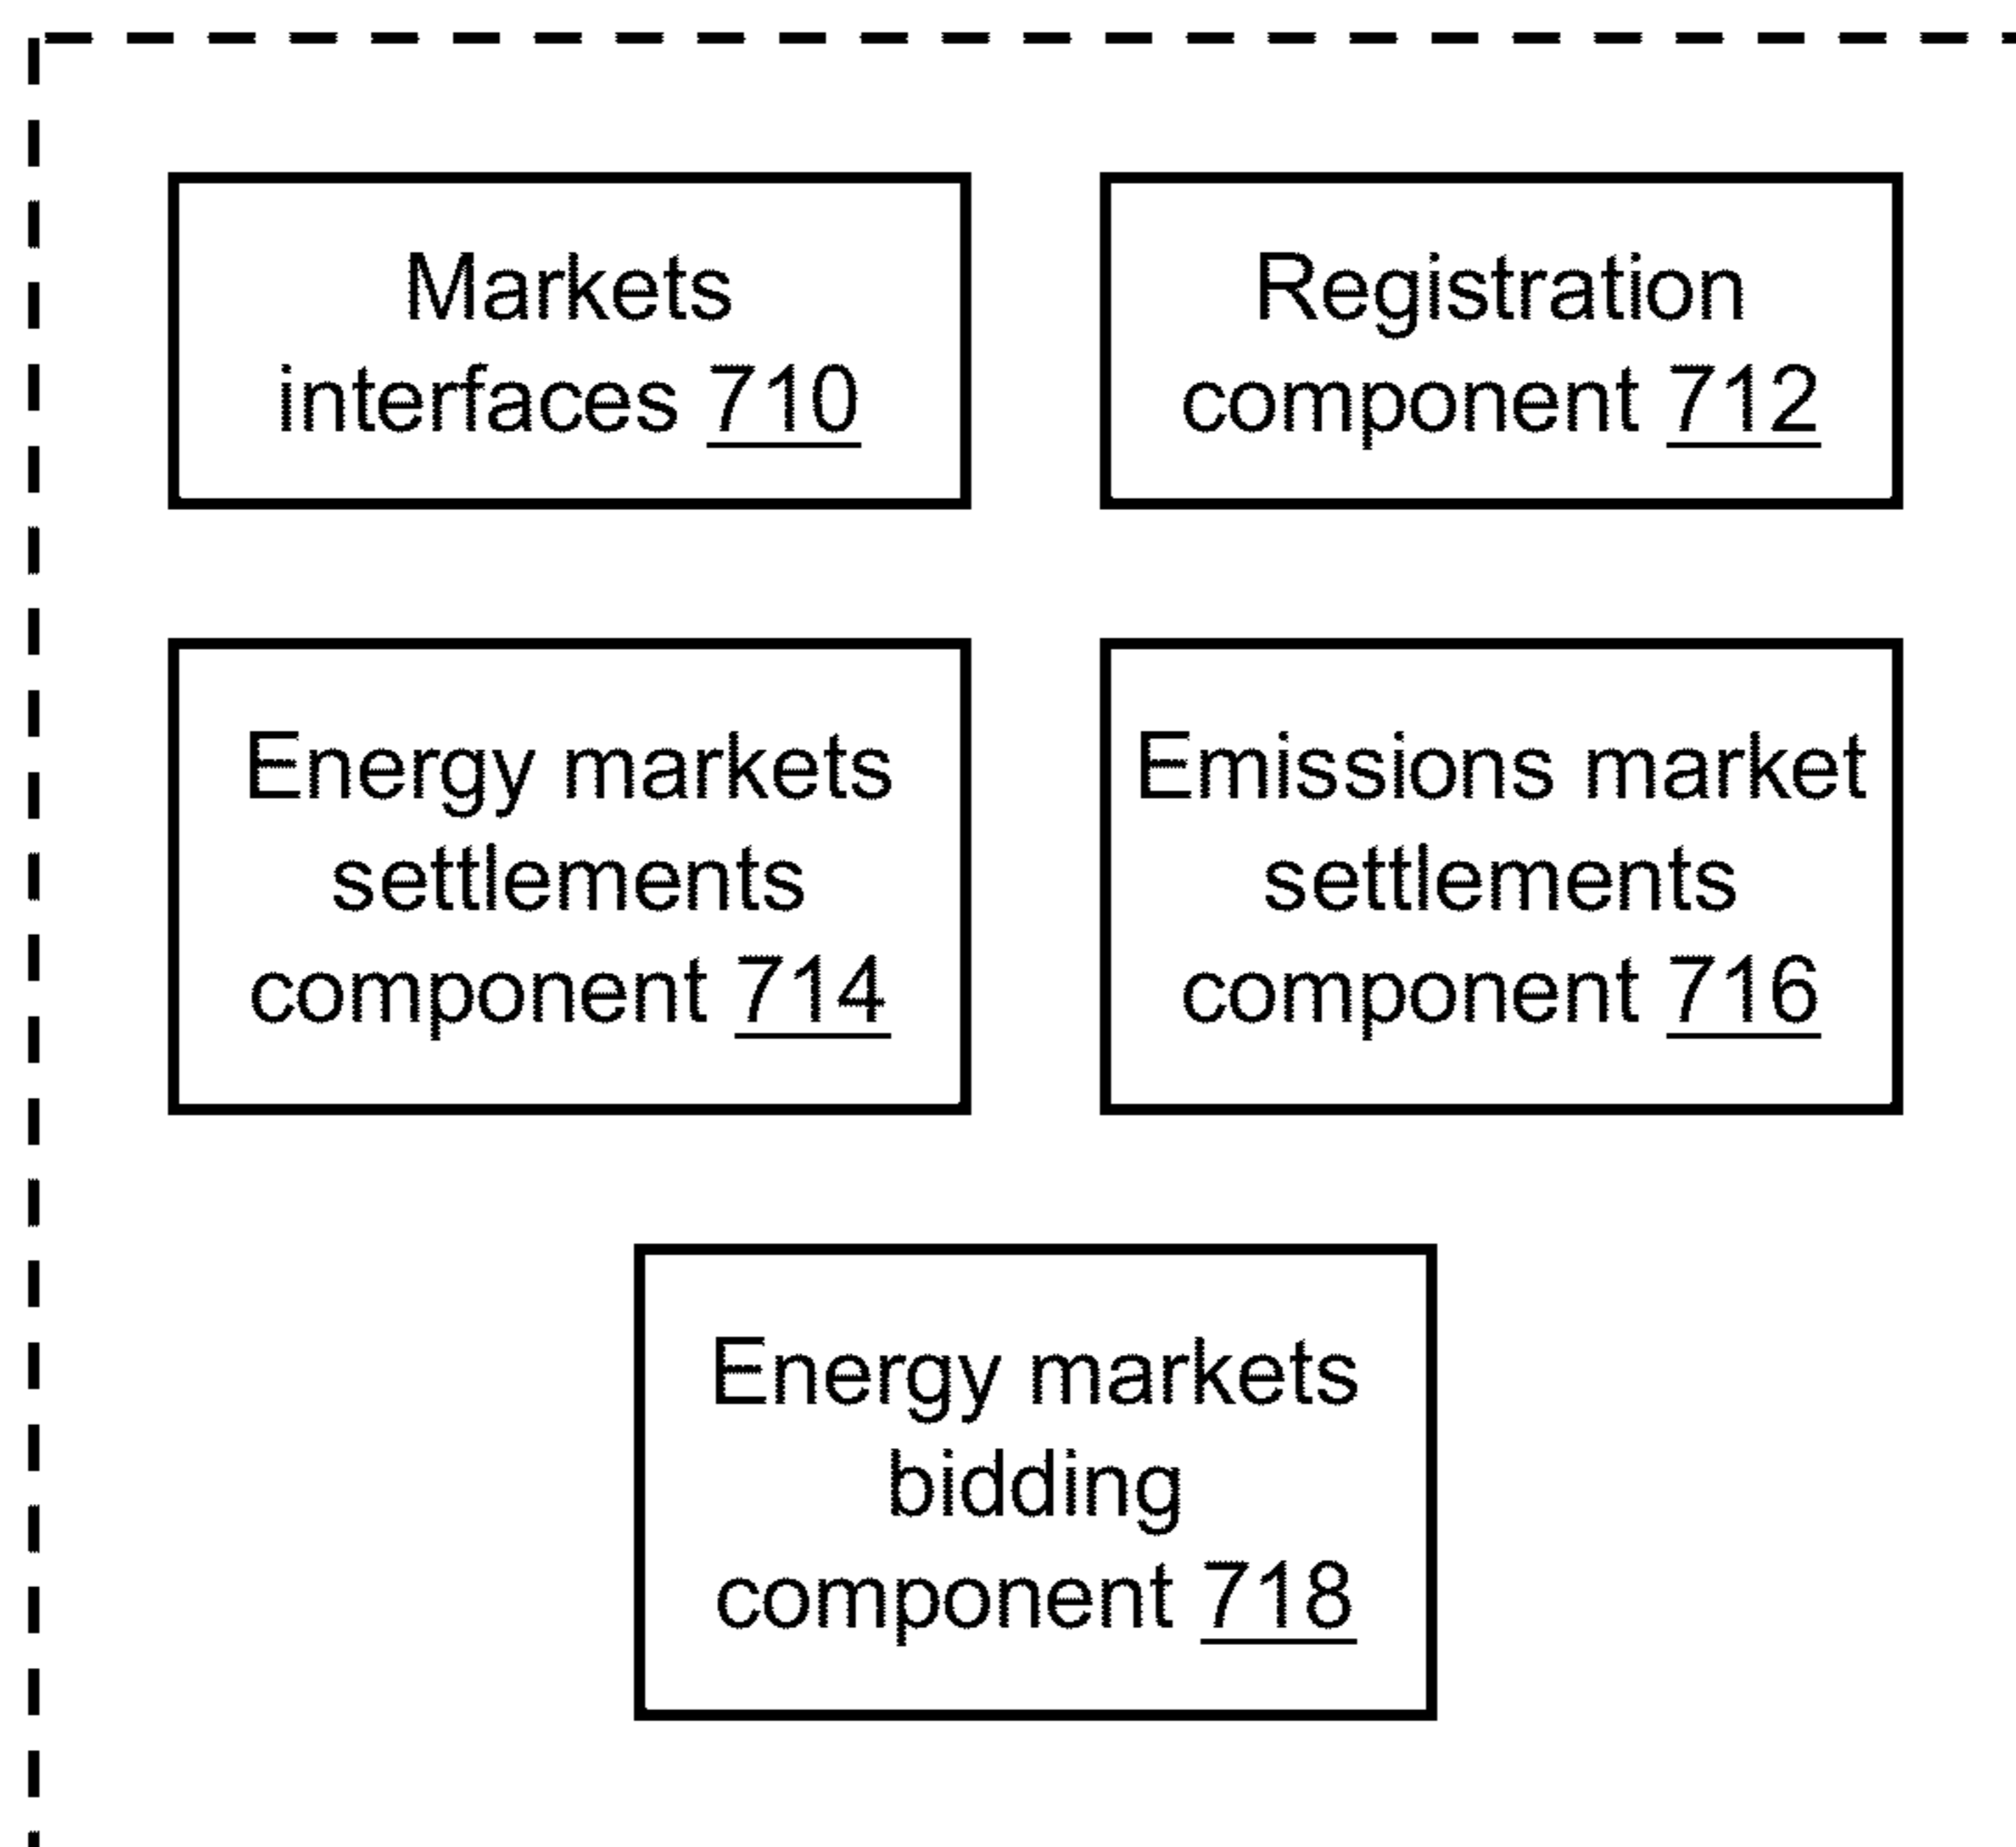 Markets
interfaces 710
Registration
component 712
Energy markets
settlements
component 714
Emissions market
settlements
component 716
Energy markets
bidding
component 718